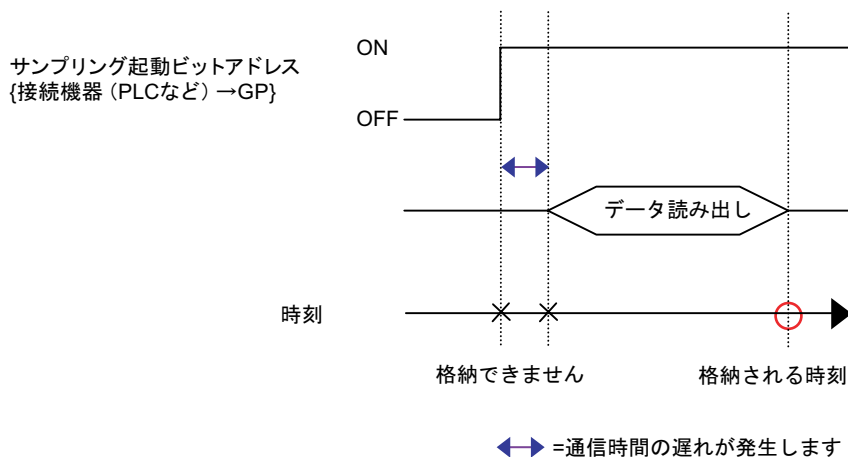 ON
サンプリング起動ビットアドレス
{接続機器（PLCなど）→GP}
OFF
データ読み出し
時刻
格納できません
格納される時刻
=通信時間の遅れが発生します